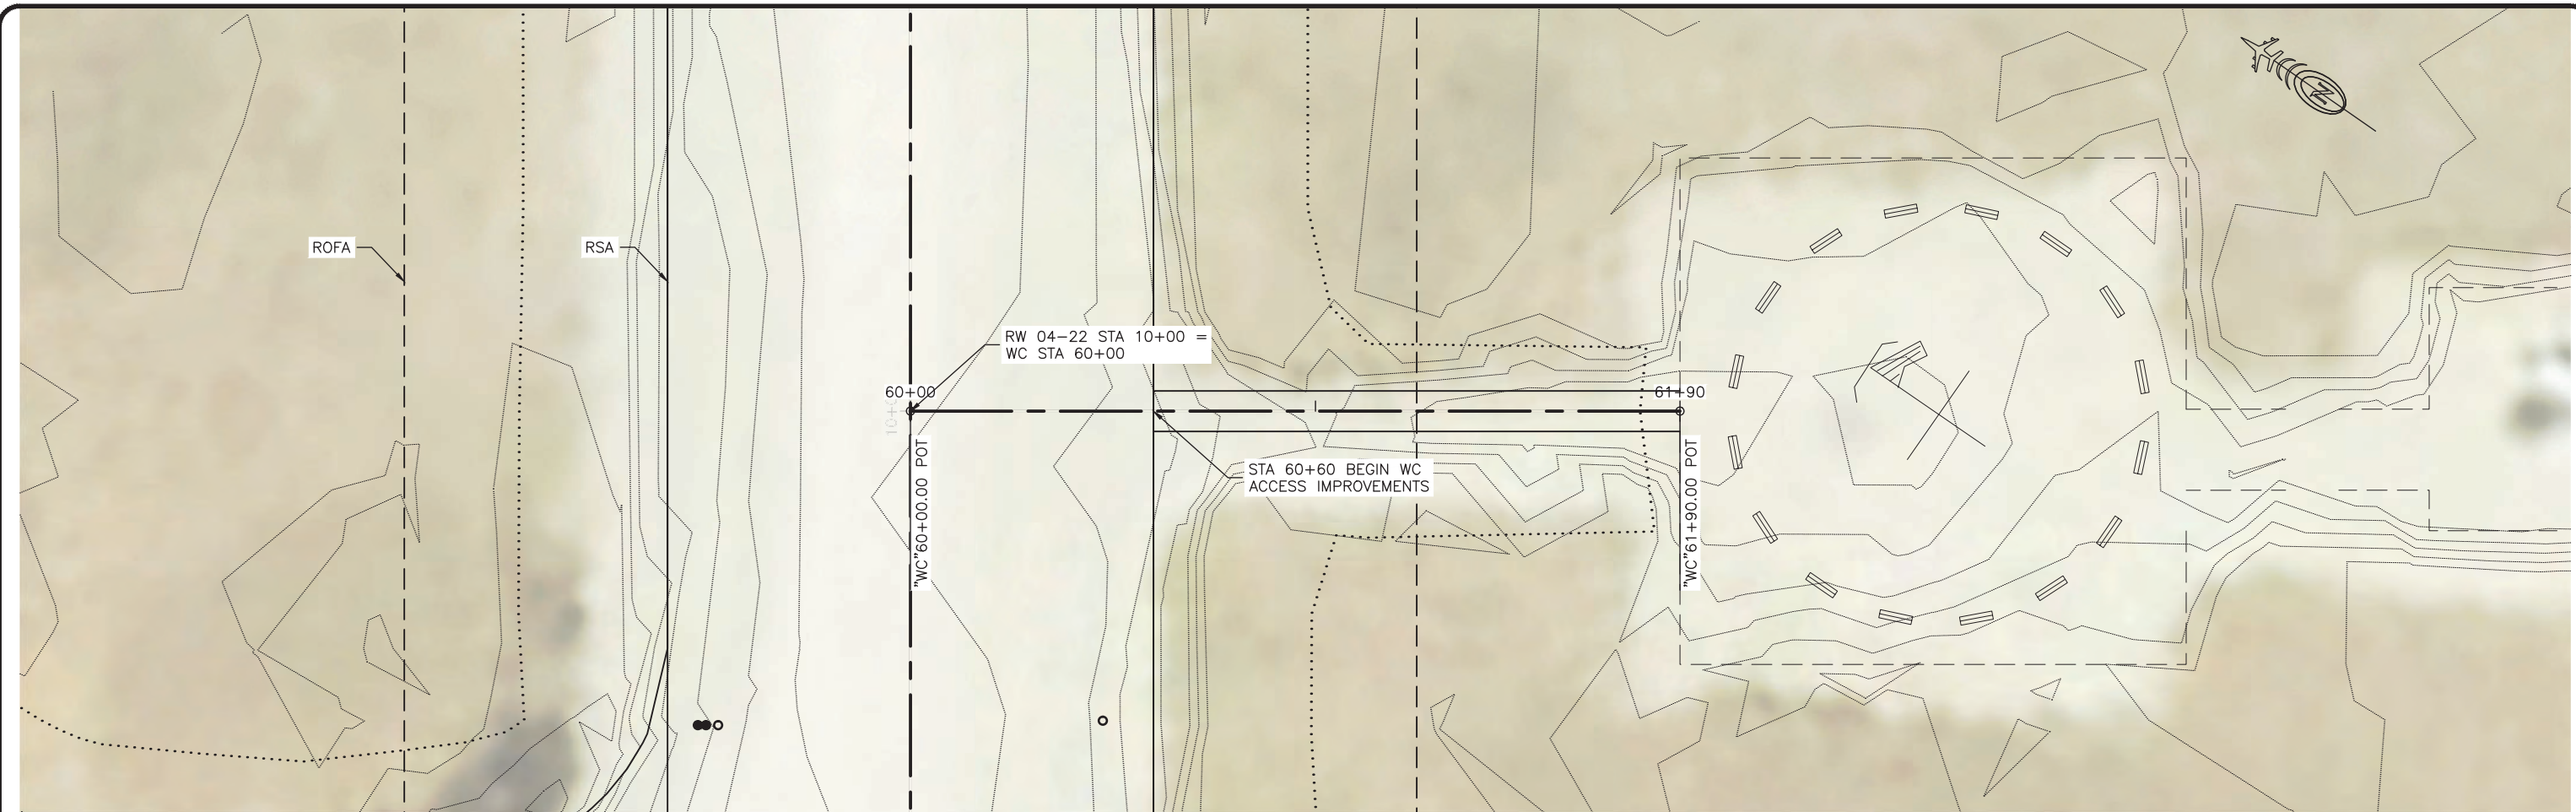 ROFA
RSA
RW 04-22 STA 10+00 =
WC STA 60+00
60+00
61+90
"WC"60+00.00 POT
STA 60+60 BEGIN WC
ACCESS IMPROVEMENTS
"WC"61+90.00 POT
N